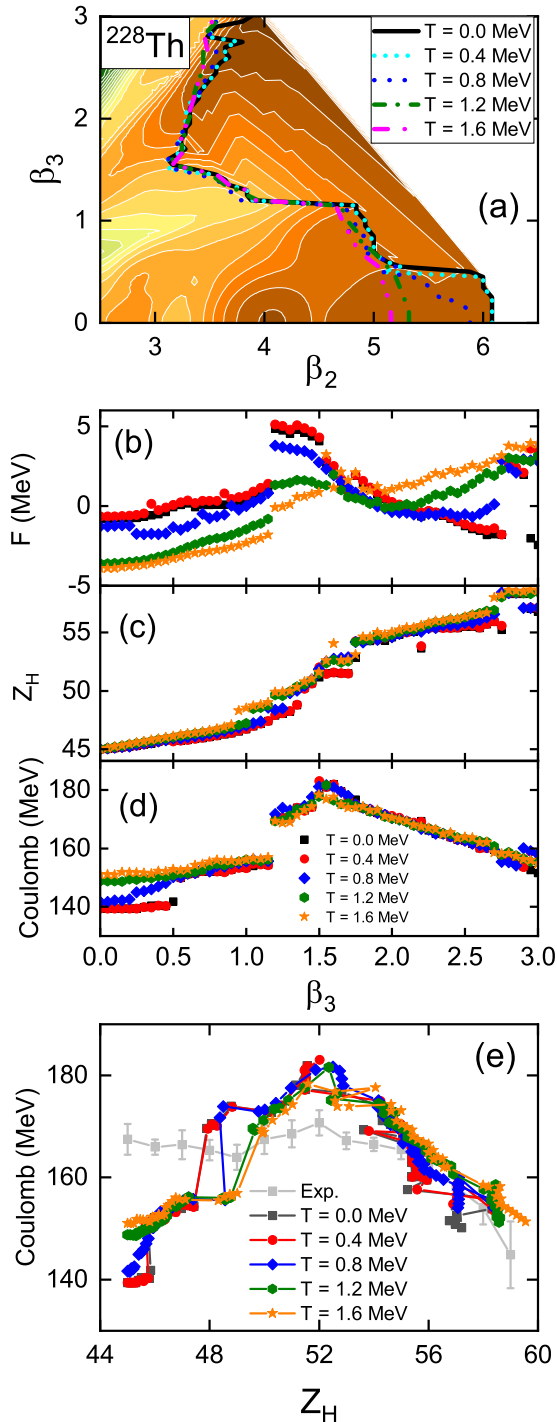 ²²⁸Th
T = 0.0 MeV
T = 0.4 MeV
T = 0.8 MeV
T = 1.2 MeV
T = 1.6 MeV
(a)
β₃
3
2
1
0
3 4 5 6
β₂
(b)
F (MeV)
5
0
-5
(c)
Z_H
55
50
45
(d)
Coulomb (MeV)
180
160
140
T = 0.0 MeV
T = 0.4 MeV
T = 0.8 MeV
T = 1.2 MeV
T = 1.6 MeV
0.0 0.5 1.0 1.5 2.0 2.5 3.0
β₃
(e)
Coulomb (MeV)
180
160
140
Exp.
T = 0.0 MeV
T = 0.4 MeV
T = 0.8 MeV
T = 1.2 MeV
T = 1.6 MeV
44 48 52 56 60
Z_H